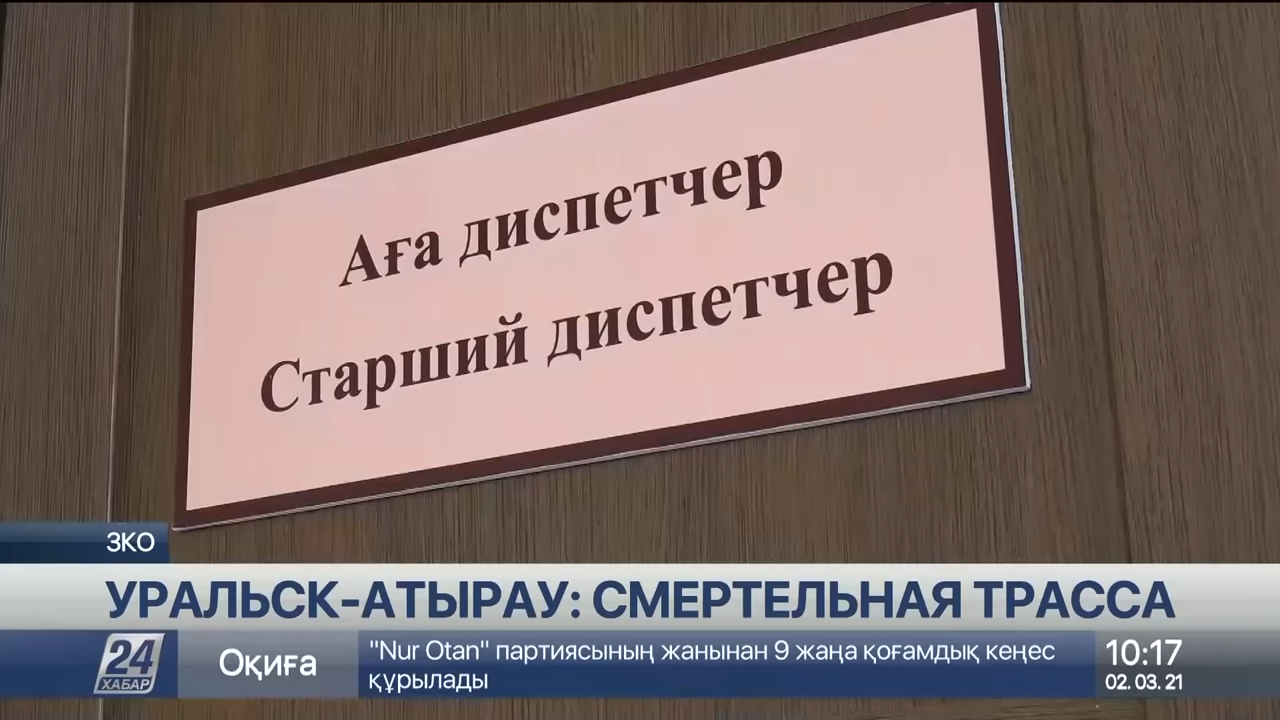 Аға диспетчер
Старший диспетчер
ЗКО
УРАЛЬСК-АТЫРАУ: СМЕРТЕЛЬНАЯ ТРАССА
24
ХАБАР
Оқиға
"Nur Otan" партиясының жанынан 9 жаңа қоғамдық кеңес
құрылады
10:17
02. 03. 21